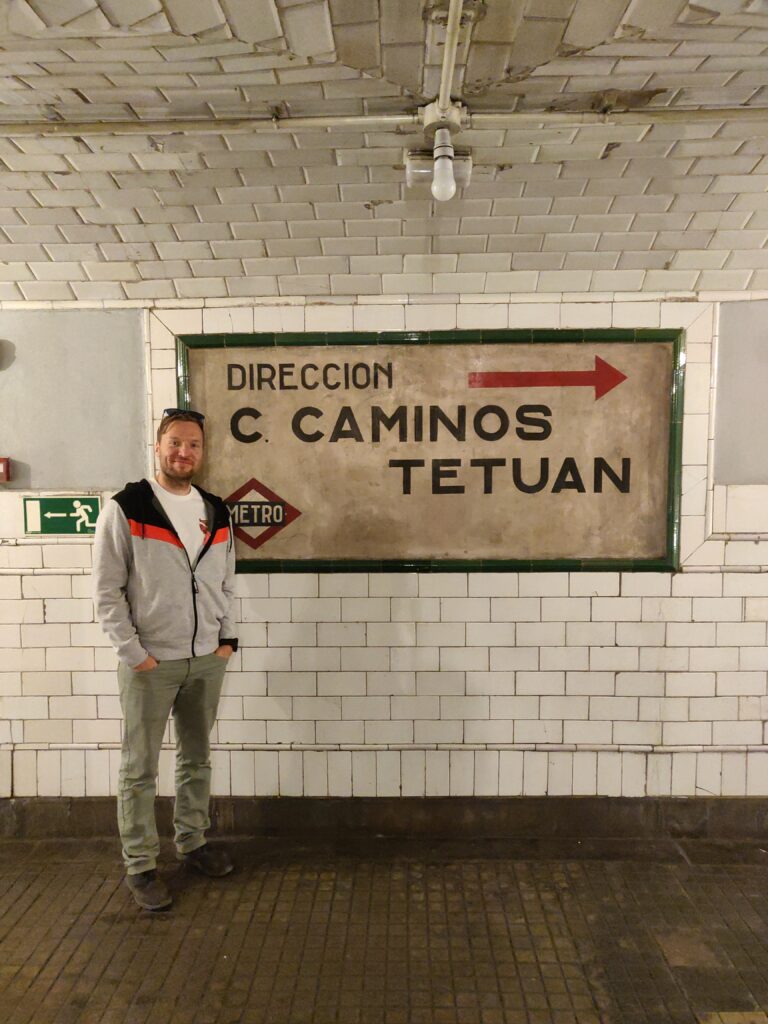 DIRECCION
C. CAMINOS
TETUAN
METRO